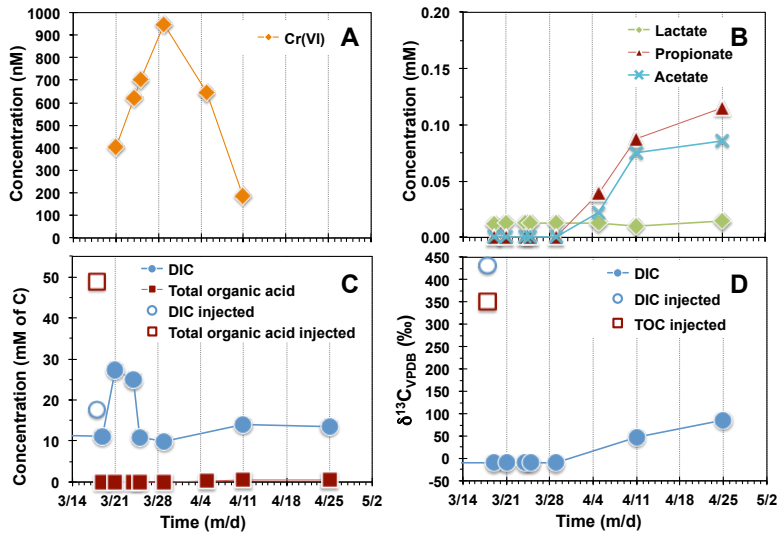 A
Cr(VI)
Concentration (nM)
1000
900
800
700
600
500
400
300
200
100
0
B
Lactate
Propionate
Acetate
Concentration (mM)
0.20
0.15
0.10
0.05
0.00
C
DIC
Total organic acid
DIC injected
Total organic acid injected
Concentration (mM of C)
50
40
30
20
10
0
3/14 3/21 3/28 4/4 4/11 4/18 4/25 5/2
Time (m/d)
D
DIC
DIC injected
TOC injected
δ13CVPDB (‰)
450
400
350
300
250
200
150
100
50
0
-50
3/14 3/21 3/28 4/4 4/11 4/18 4/25 5/2
Time (m/d)